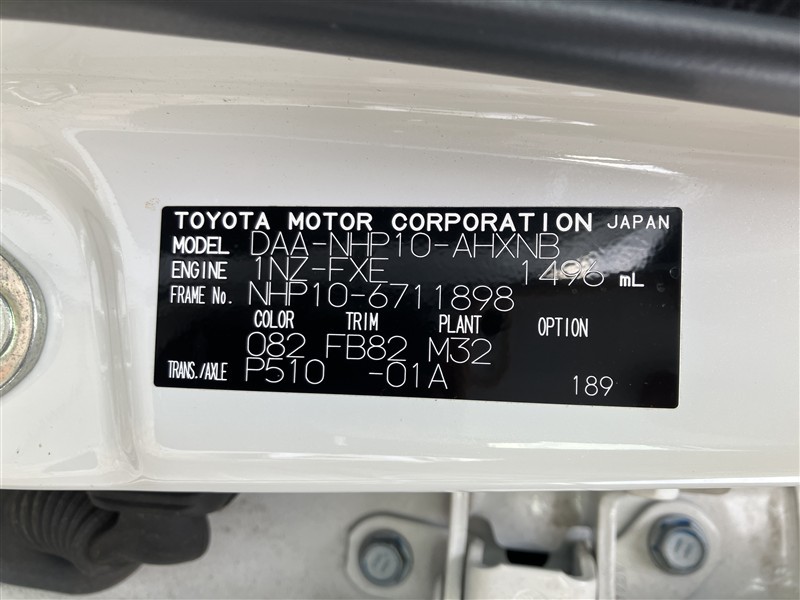 TOYOTA MOTOR CORPORATION JAPAN
MODEL DAA-NHP10-AHXNB
ENGINE 1NZ-FXE 1496 mL
FRAME No. NHP10-6711898
COLOR TRIM PLANT OPTION
082 FB82 M32
TRANS./AXLE P510 -01A 189